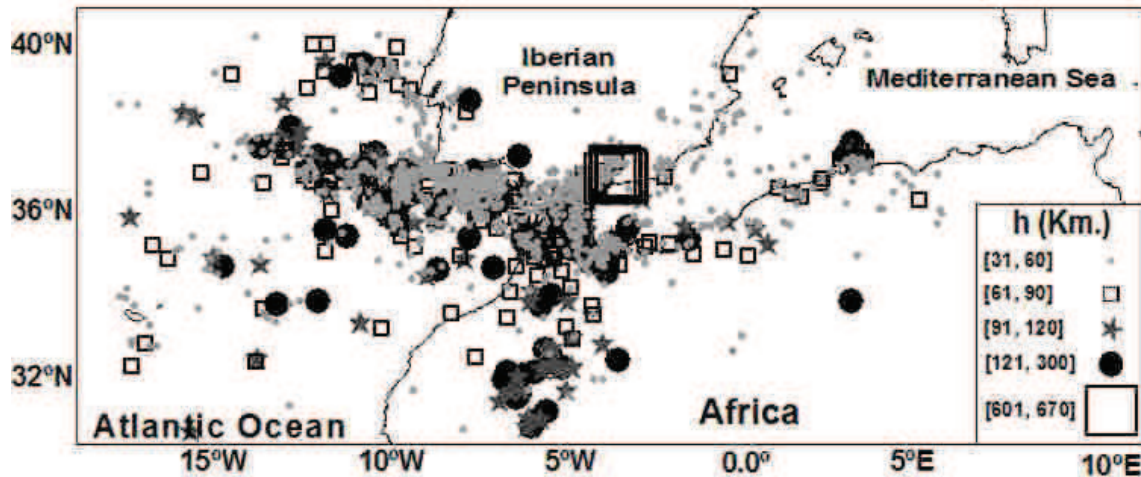 40ºN
36ºN
32ºN
Iberian
Peninsula
Mediterranean Sea
Atlantic Ocean
Africa
h (Km.)
[31, 60]
[61, 90]
[91, 120]
[121, 300]
[601, 670]
15ºW
10ºW
5ºW
0.0º
5ºE
10ºE